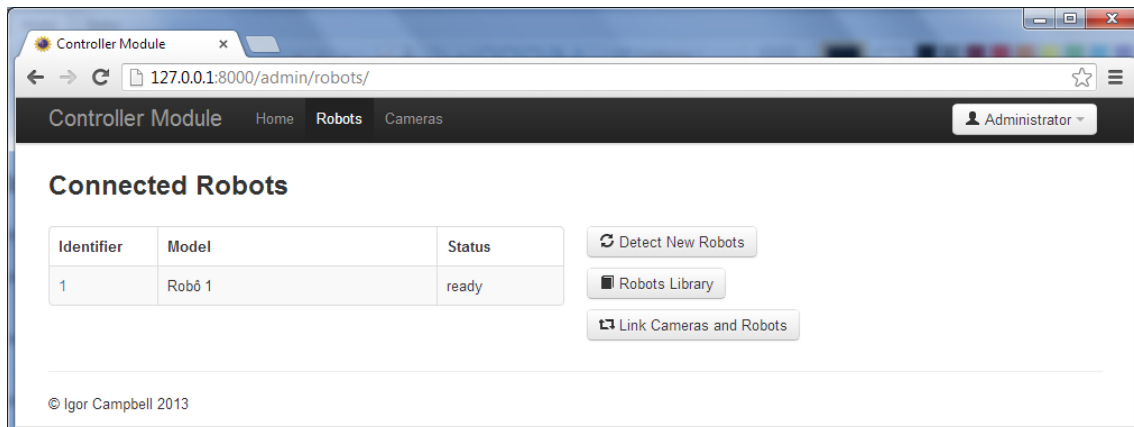 Controller Module
127.0.0.1:8000/admin/robots/
Controller Module Home Robots Cameras Administrator
Connected Robots
Identifier Model Status
1 Robô 1 ready
Detect New Robots
Robots Library
Link Cameras and Robots
© Igor Campbell 2013